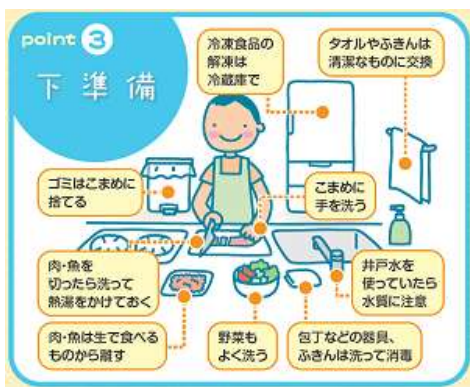 point 3
下準備
冷凍食品の
解凍は
冷蔵庫で
タオルやふきんは
清潔なものに交換
ゴミはこまめに
捨てる
こまめに
手を洗う
肉・魚を
切ったら洗って
熱湯をかけておく
井戸水を
使っていたら
水質に注意
肉・魚は生で食べる
ものから離す
野菜も
よく洗う
包丁などの器具、
ふきんは洗って消毒